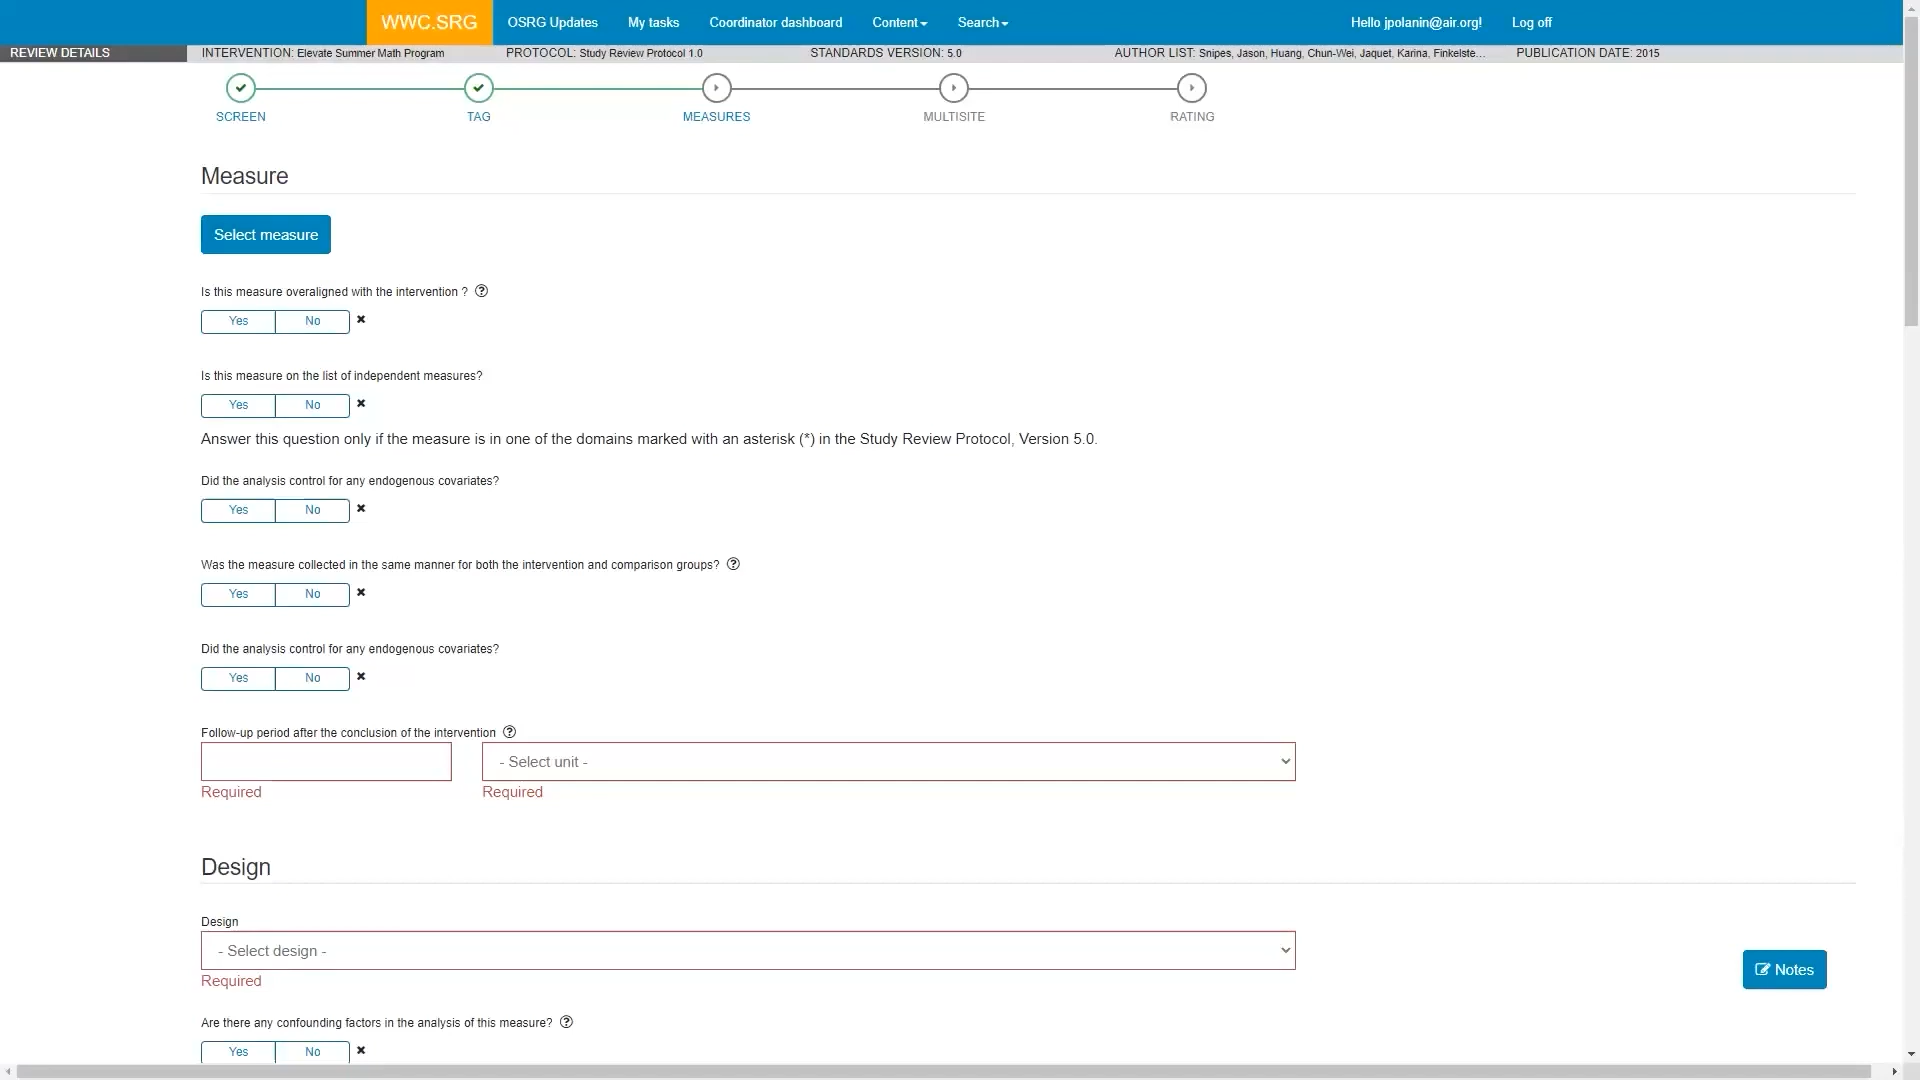 WWC.SRG OSRG Updates My tasks Coordinator dashboard Content Search Hello jpolanin@air.org! Log off
REVIEW DETAILS INTERVENTION: Elevate Summer Math Program PROTOCOL: Study Review Protocol 1.0 STANDARDS VERSION: 5.0 AUTHOR LIST: Snipes, Jason, Huang, Chun-Wei, Jaquet, Karina, Finkelste... PUBLICATION DATE: 2015
SCREEN TAG MEASURES MULTISITE RATING
Measure
Select measure
Is this measure overaligned with the intervention ?
Yes No
Is this measure on the list of independent measures?
Yes No
Answer this question only if the measure is in one of the domains marked with an asterisk (*) in the Study Review Protocol, Version 5.0.
Did the analysis control for any endogenous covariates?
Yes No
Was the measure collected in the same manner for both the intervention and comparison groups?
Yes No
Did the analysis control for any endogenous covariates?
Yes No
Follow-up period after the conclusion of the intervention
- Select unit -
Required Required
Design
Design
- Select design -
Required
Notes
Are there any confounding factors in the analysis of this measure?
Yes No